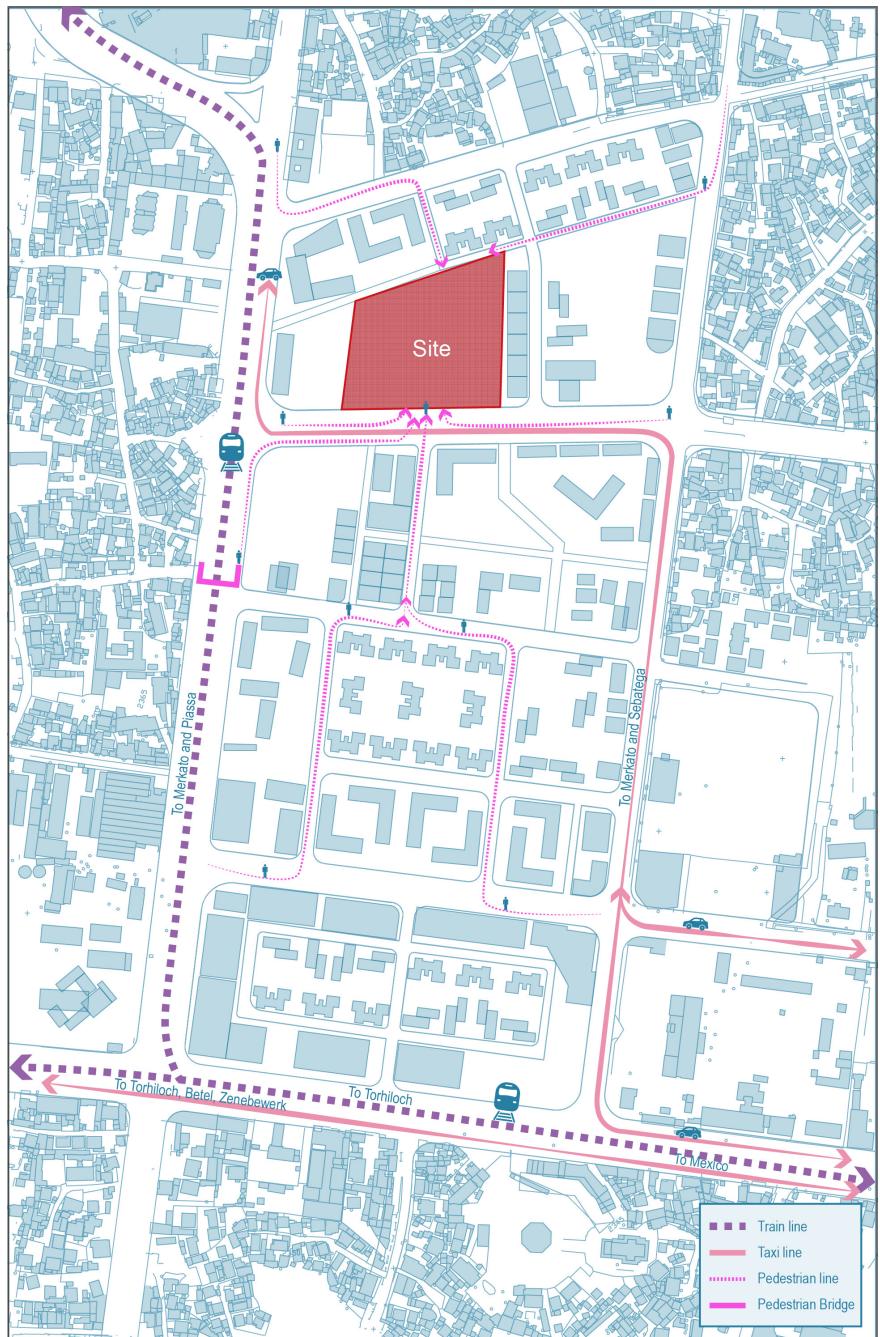 Site
2365
To Merkato and Piassa
To Merkato and Sebatega
To Torhiloch, Betel, Zenebewerk
To Torhiloch
To Mexico
Train line
Taxi line
Pedestrian line
Pedestrian Bridge